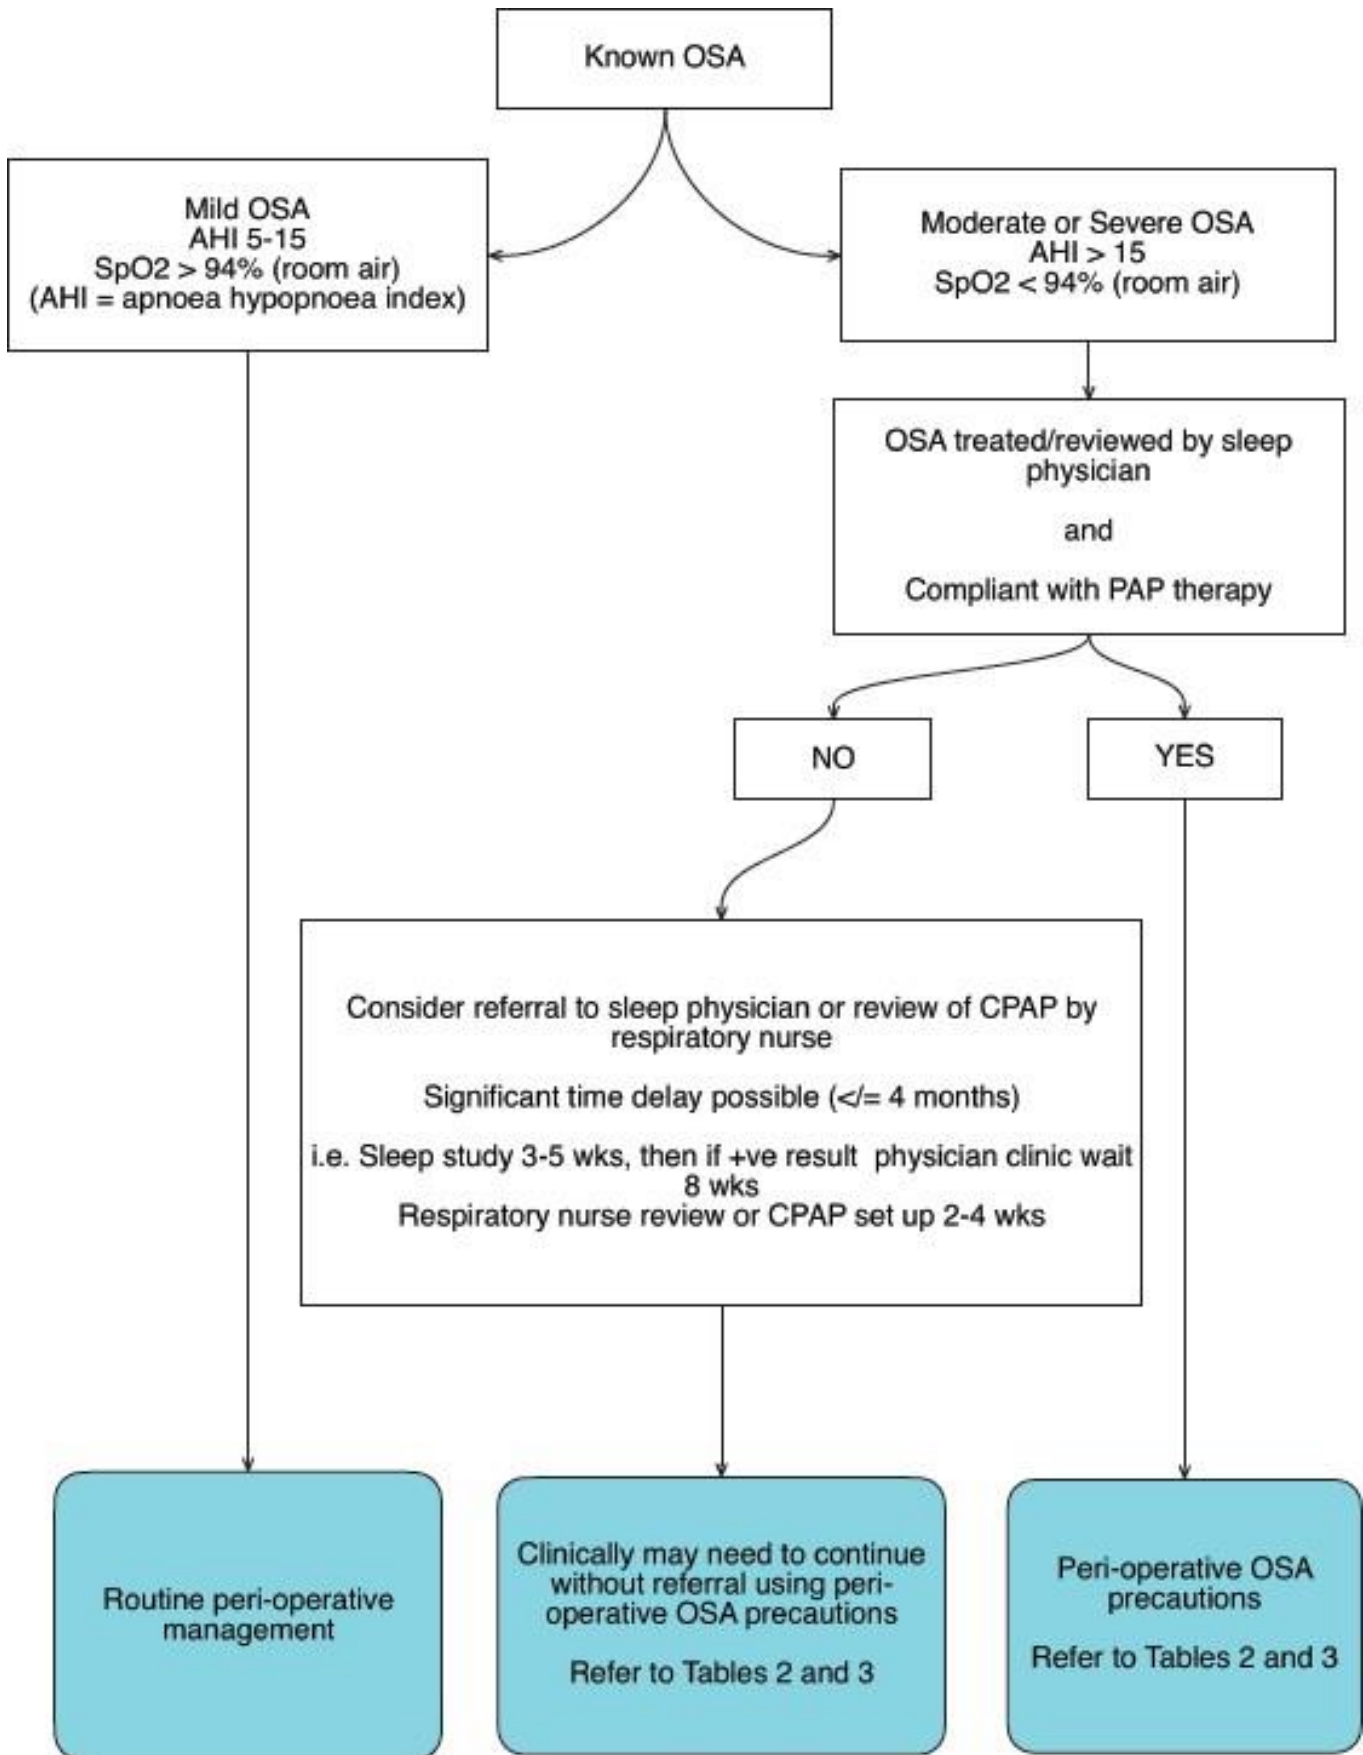 Known OSA
Mild OSA
AHI 5-15
SpO2 > 94% (room air)
(AHI = apnoea hypopnoea index)
Moderate or Severe OSA
AHI > 15
SpO2 < 94% (room air)
OSA treated/reviewed by sleep
physician
and
Compliant with PAP therapy
NO
YES
Consider referral to sleep physician or review of CPAP by
respiratory nurse
Significant time delay possible (</= 4 months)
i.e. Sleep study 3-5 wks, then if +ve result  physician clinic wait
8 wks
Respiratory nurse review or CPAP set up 2-4 wks
Routine peri-operative
management
Clinically may need to continue
without referral using peri-
operative OSA precautions
Refer to Tables 2 and 3
Peri-operative OSA
precautions
Refer to Tables 2 and 3